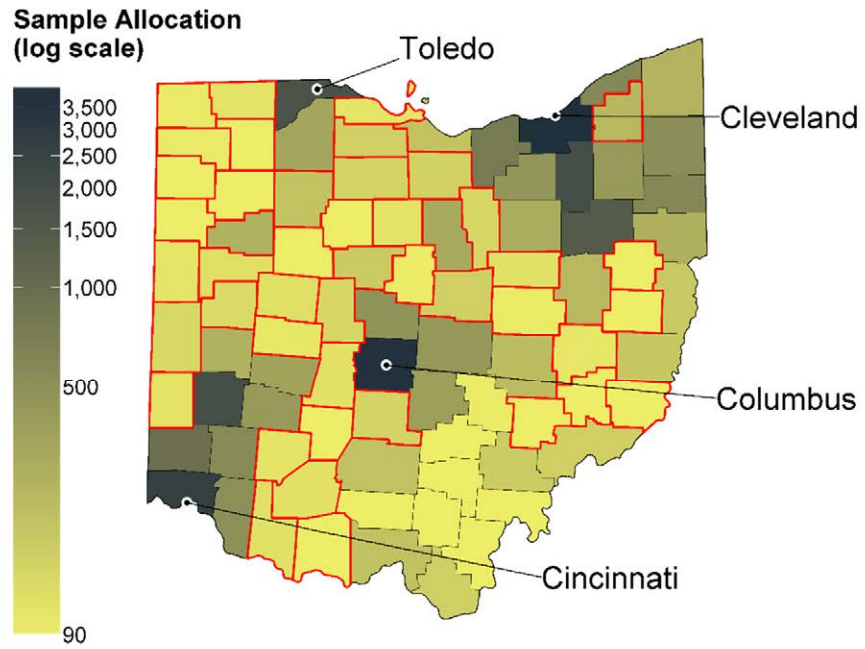 Sample Allocation
(log scale)
Toledo
3,500
3,000
Cleveland
2,500
2,000
1,500
1,000
500
Columbus
Cincinnati
90